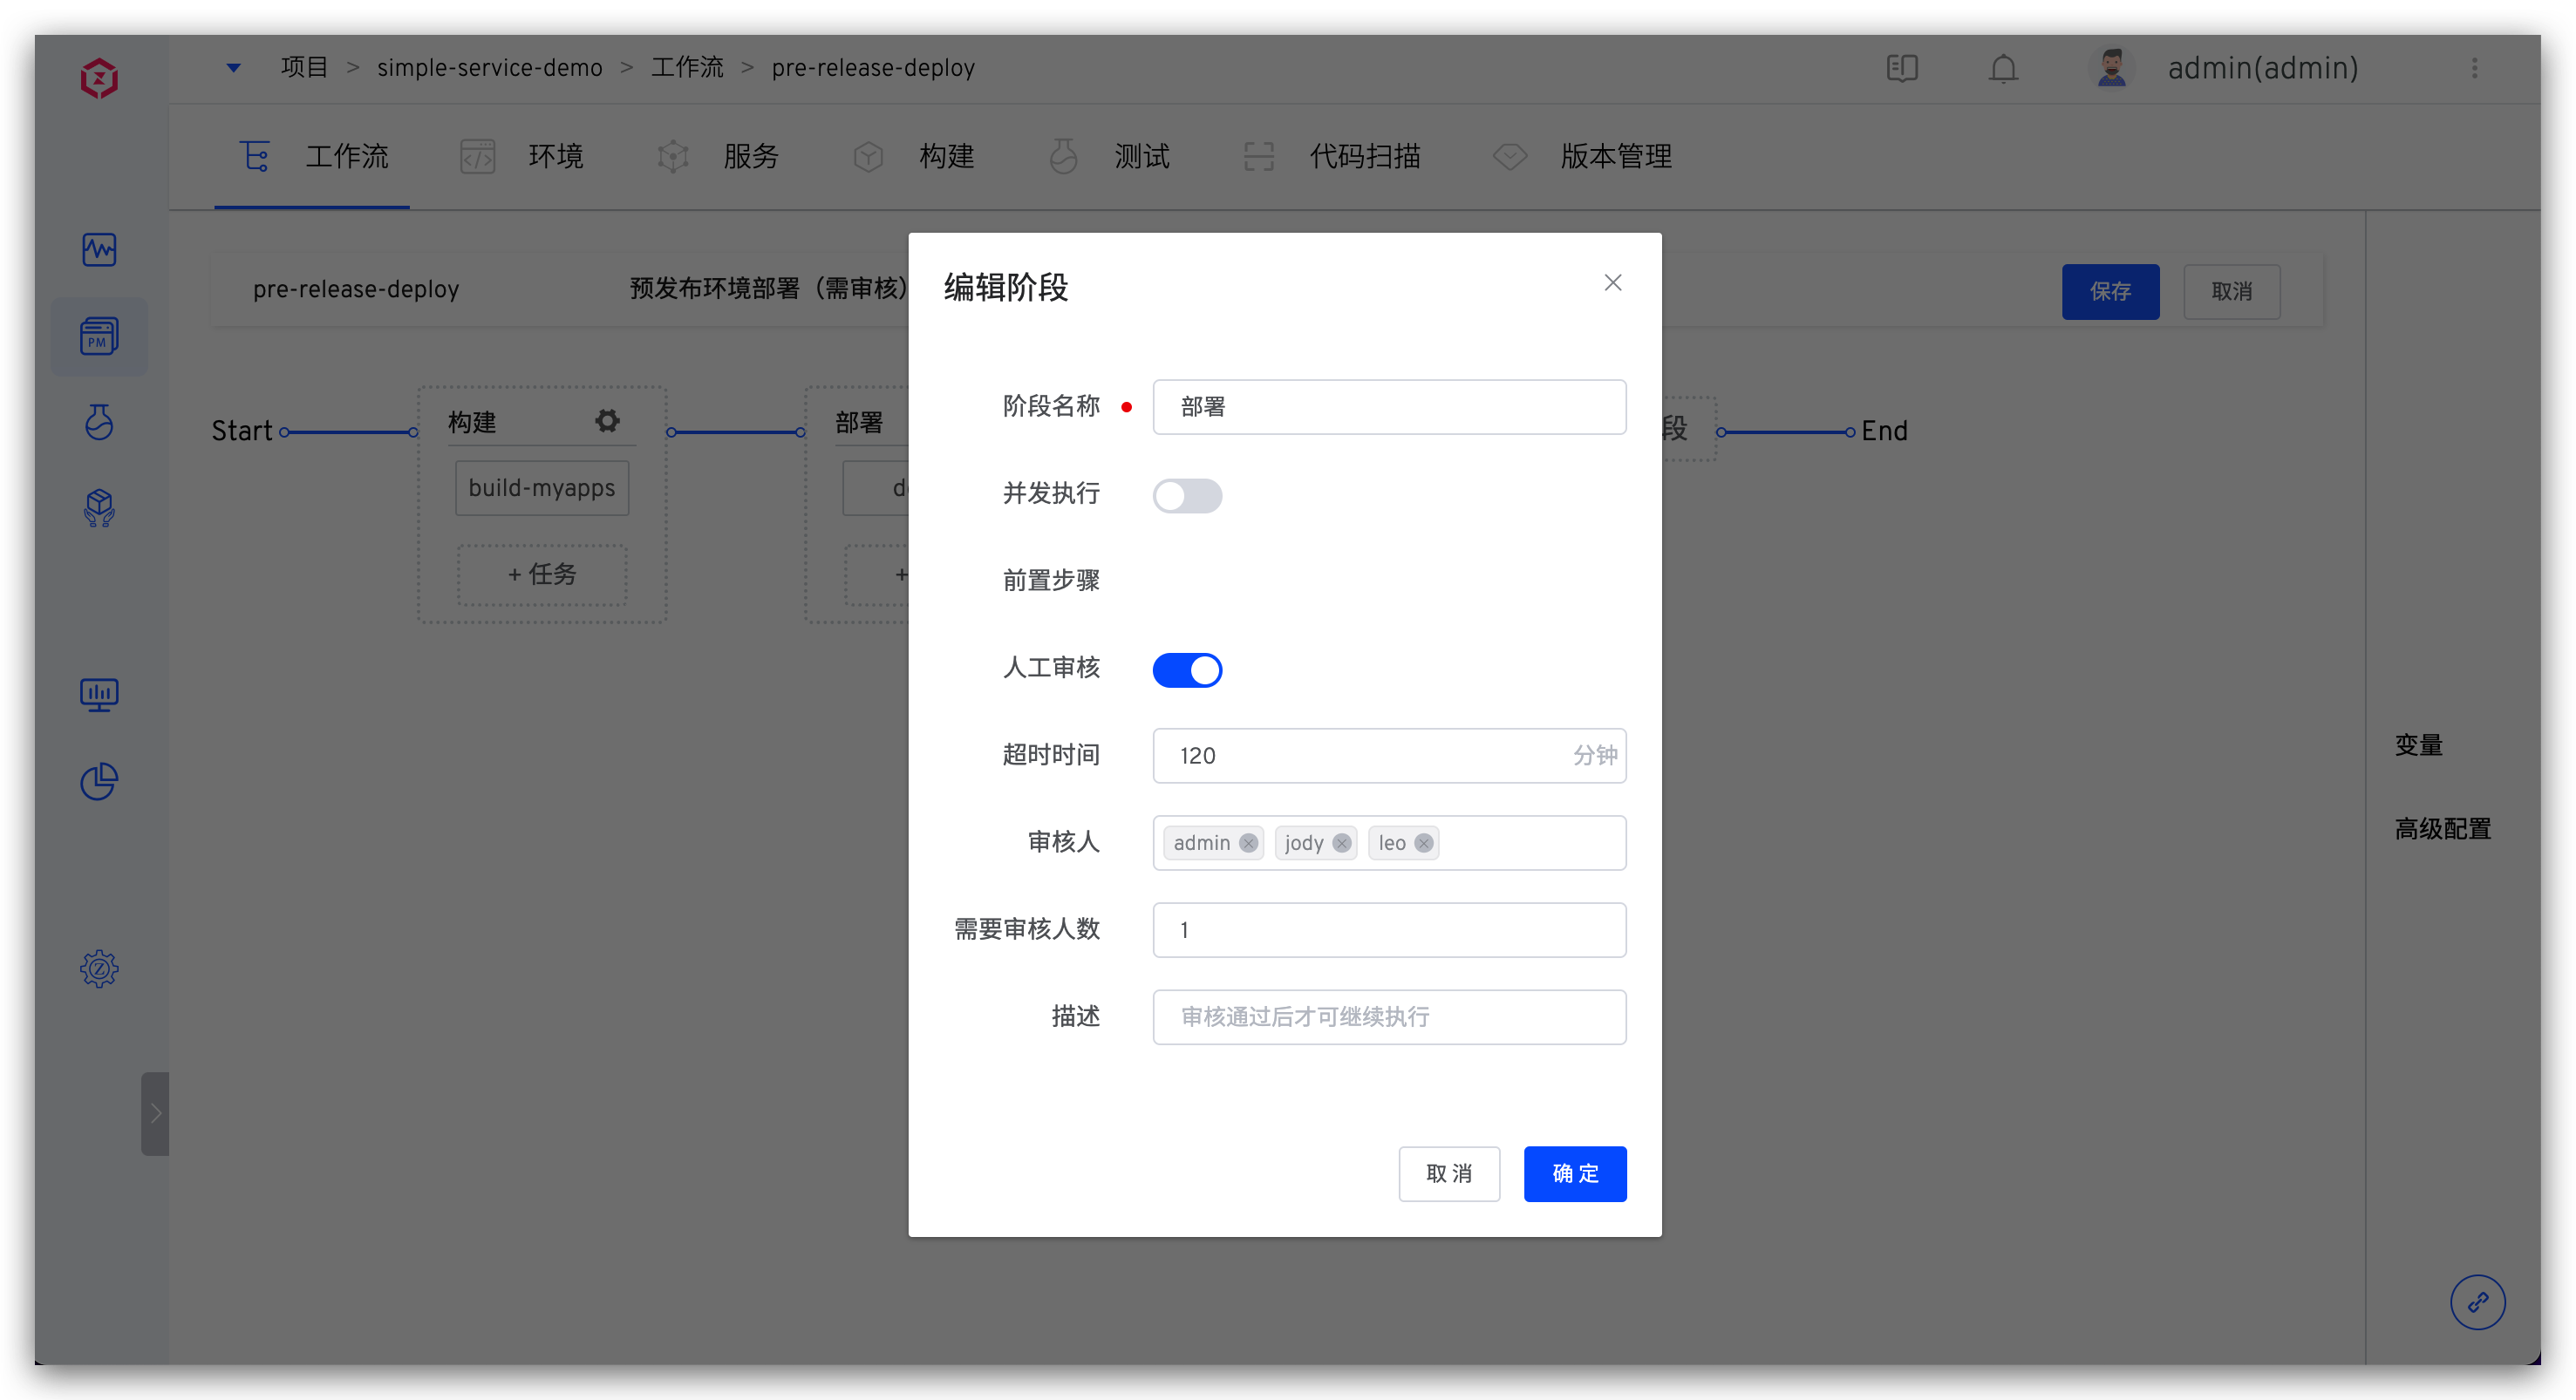 项目 > simple-service-demo > 工作流 > pre-release-deploy
admin(admin)
工作流 环境 服务 构建 测试 代码扫描 版本管理
PM
pre-release-deploy 预发布环境部署（需审核）
保存 取消
Start
构建
build-myapps
+ 任务
部署
+
段
End
变量
高级配置
编辑阶段
阶段名称 部署
并发执行
前置步骤
人工审核
超时时间 120 分钟
审核人 admin jody leo
需要审核人数 1
描述 审核通过后才可继续执行
取消 确定